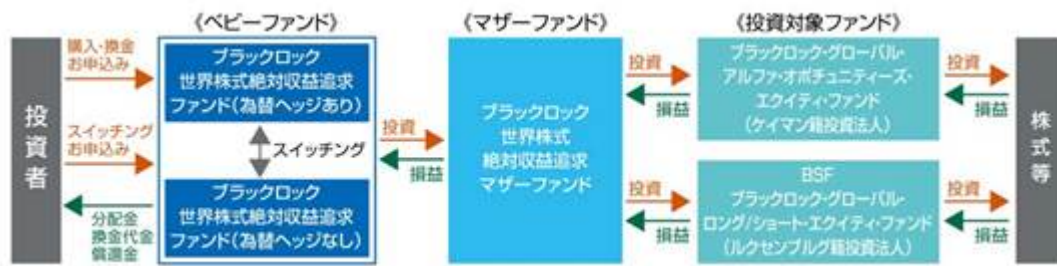 《ベビーファンド》
《マザーファンド》
《投資対象ファンド》
投資者
購入・換金
お申込み
スイッチング
お申込み
分配金
換金代金
償還金
ブラックロック
世界株式絶対収益追求
ファンド(為替ヘッジあり)
スイッチング
ブラックロック
世界株式絶対収益追求
ファンド(為替ヘッジなし)
投資
損益
ブラックロック
世界株式
絶対収益追求
マザーファンド
投資
損益
投資
損益
ブラックロック・グローバル・
アルファ・オポチュニティーズ・
エクイティ・ファンド
(ケイマン籍投資法人)
BSF
ブラックロック・グローバル・
ロング/ショート・エクイティ・ファンド
(ルクセンブルグ籍投資法人)
投資
損益
投資
損益
株式等